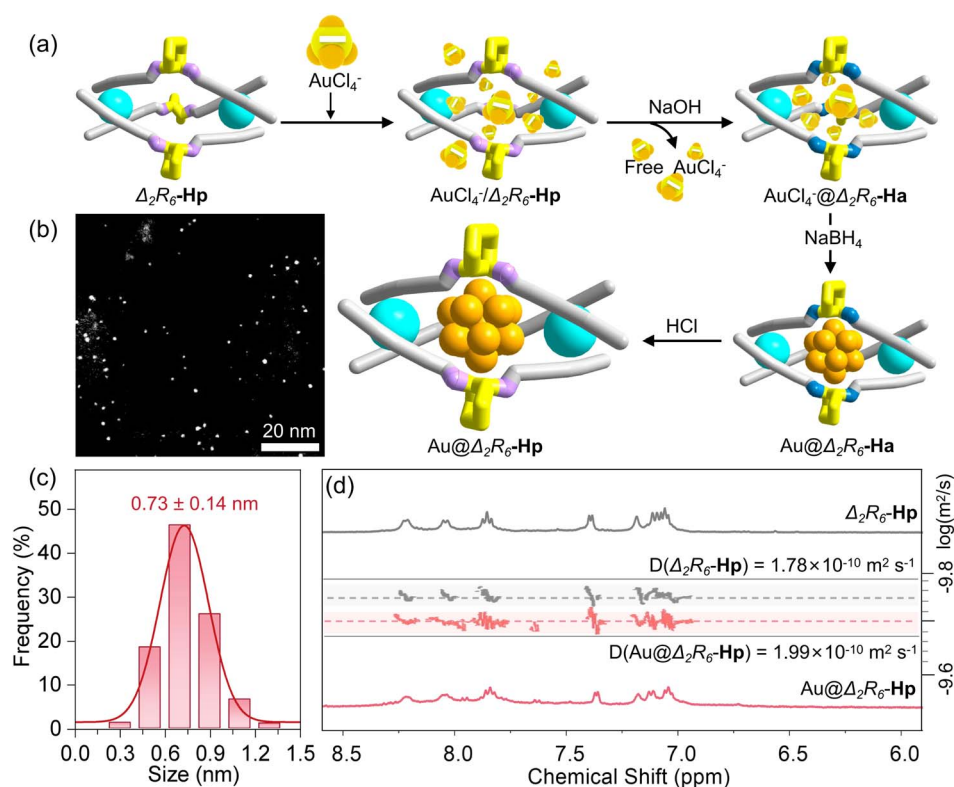 (a)
AuCl₄⁻
NaOH
Free AuCl₄⁻
Δ₂R₆-Hp
AuCl₄⁻/Δ₂R₆-Hp
AuCl₄⁻@Δ₂R₆-Ha
(b)
NaBH₄
HCl
20 nm
Au@Δ₂R₆-Hp
Au@Δ₂R₆-Ha
(c)
0.73 ± 0.14 nm
Frequency (%)
50
40
30
20
10
0
0.0 0.3 0.6 0.9 1.2 1.5
Size (nm)
(d)
Δ₂R₆-Hp
D(Δ₂R₆-Hp) = 1.78×10⁻¹⁰ m² s⁻¹
D(Au@Δ₂R₆-Hp) = 1.99×10⁻¹⁰ m² s⁻¹
Au@Δ₂R₆-Hp
-9.8
-9.6
log(m²/s)
8.5 8.0 7.5 7.0 6.5 6.0
Chemical Shift (ppm)